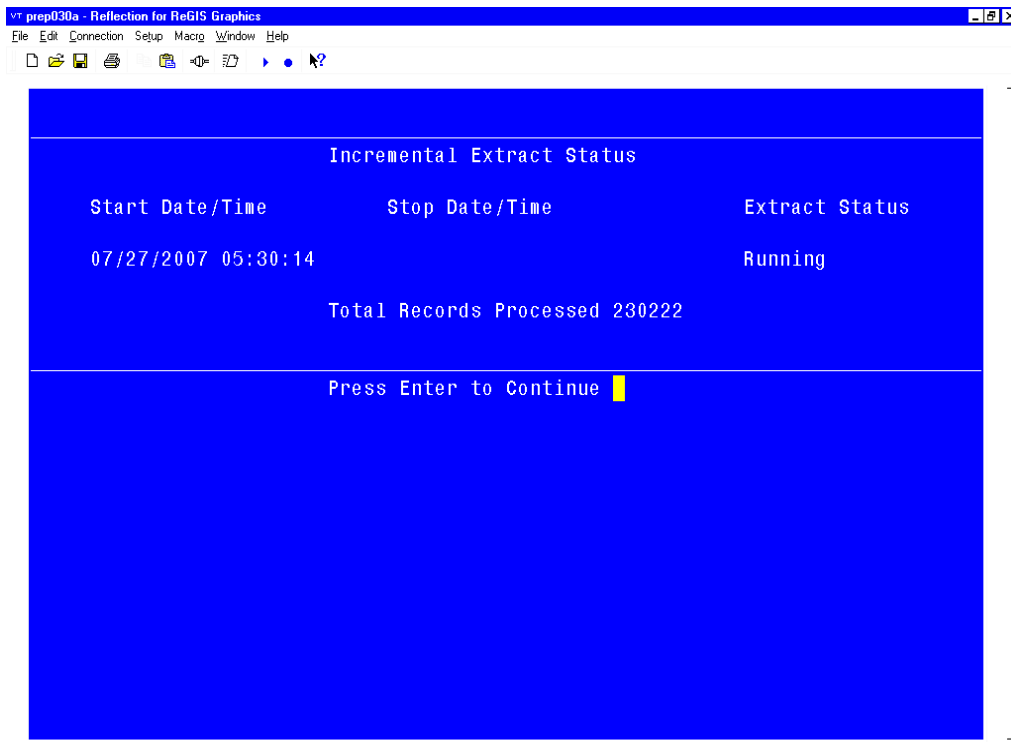 VT prep030a - Reflection for ReGIS Graphics
File Edit Connection Setup Macro Window Help
Incremental Extract Status
Start Date/Time Stop Date/Time Extract Status
07/27/2007 05:30:14 Running
Total Records Processed 230222
Press Enter to Continue